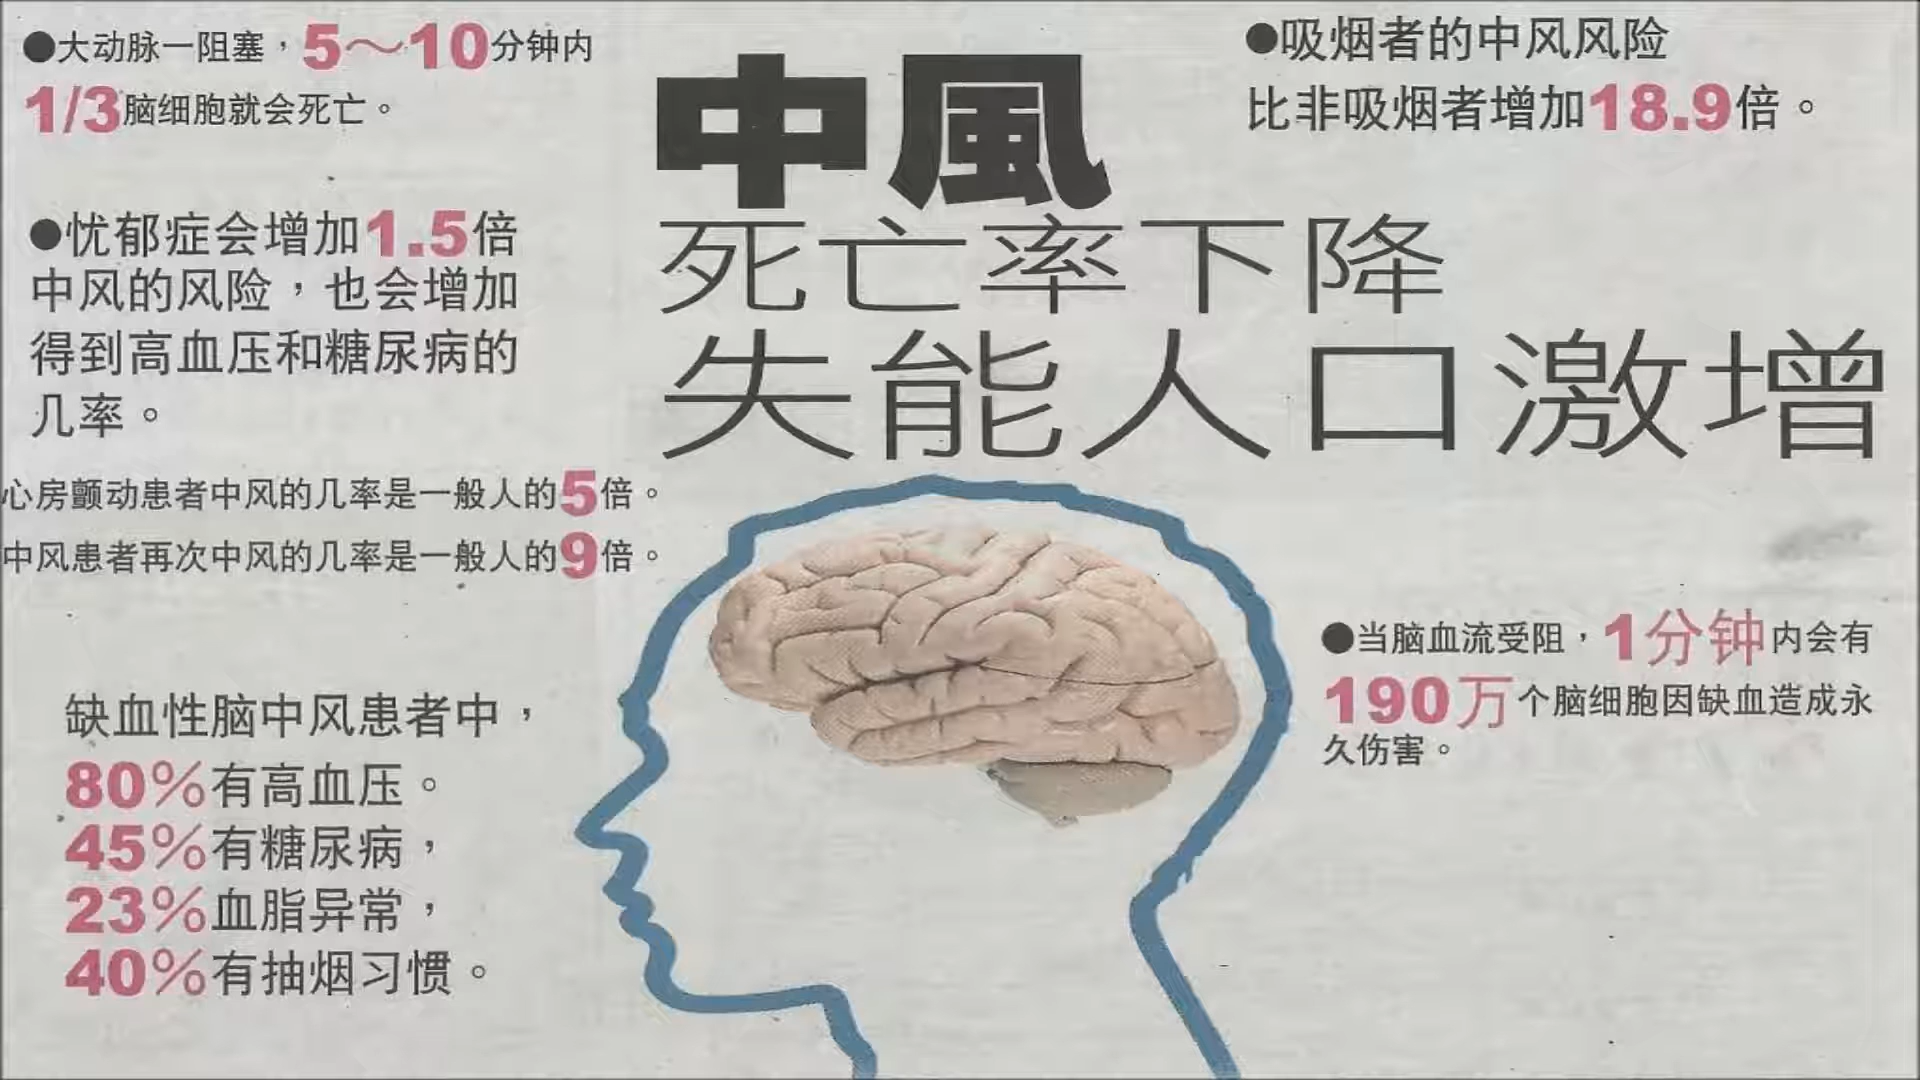 ●大动脉一阻塞，5～10分钟内
1/3脑细胞就会死亡。
●忧郁症会增加1.5倍
中风的风险，也会增加
得到高血压和糖尿病的
几率。
心房颤动患者中风的几率是一般人的5倍。
中风患者再次中风的几率是一般人的9倍。
缺血性脑中风患者中，
80%有高血压。
45%有糖尿病，
23%血脂异常，
40%有抽烟习惯。
中風
死亡率下降
失能人口激增
●吸烟者的中风风险
比非吸烟者增加18.9倍。
●当脑血流受阻，1分钟内会有
190万个脑细胞因缺血造成永
久伤害。